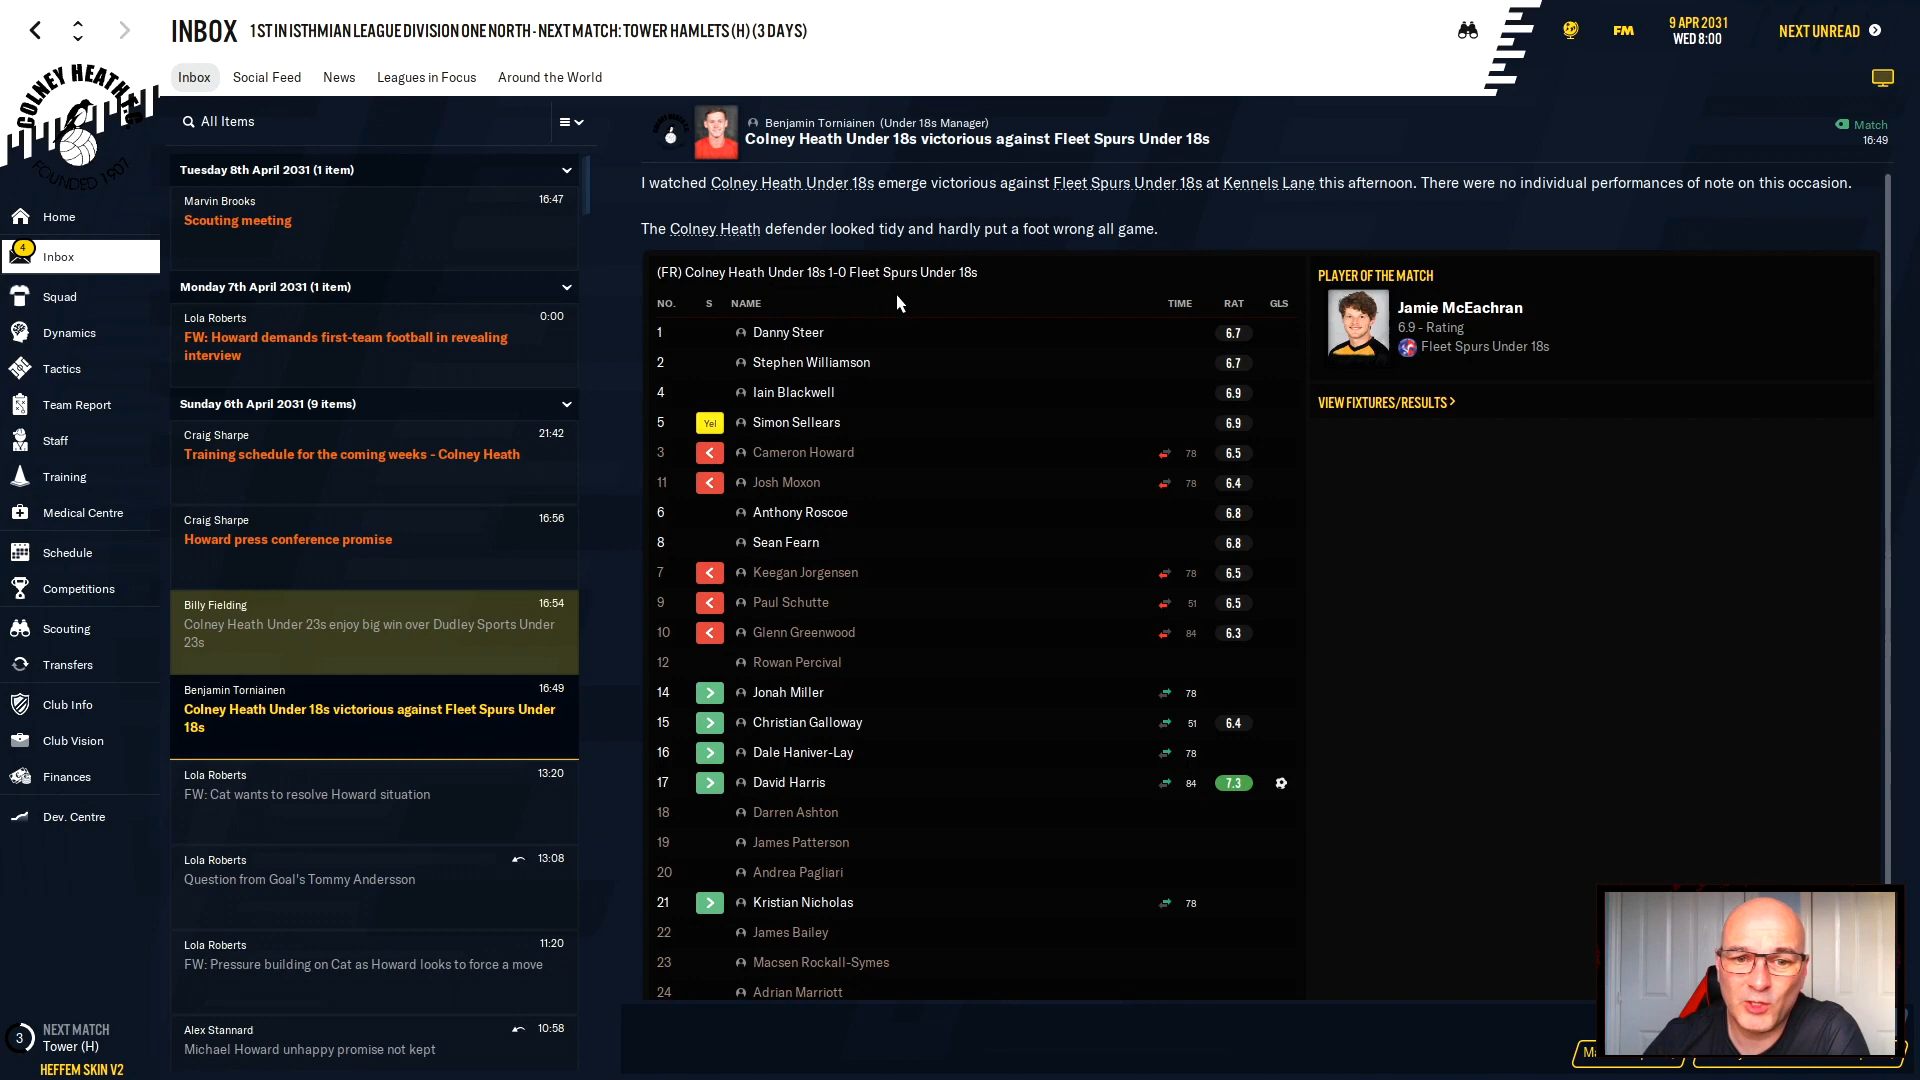 INBOX
1ST IN ISTHMIAN LEAGUE DIVISION ONE NORTH - NEXT MATCH: TOWER HAMLETS (H) (3 DAYS)
FM
9 APR 2031
WED 8:00
NEXT UNREAD
Inbox
Social Feed
News
Leagues in Focus
Around the World
COLNEY HEATH
FOUNDED 1907
Home
4
Inbox
Squad
Dynamics
Tactics
Team Report
Staff
Training
Medical Centre
Schedule
Competitions
Scouting
Transfers
Club Info
Club Vision
Finances
Dev. Centre
3
NEXT MATCH
Tower (H)
HEFFEM SKIN V2
All Items
Tuesday 8th April 2031 (1 item)
Marvin Brooks 16:47
Scouting meeting
Monday 7th April 2031 (1 item)
Lola Roberts 0:00
FW: Howard demands first-team football in revealing
interview
Sunday 6th April 2031 (9 items)
Craig Sharpe 21:42
Training schedule for the coming weeks - Colney Heath
Craig Sharpe 16:56
Howard press conference promise
Billy Fielding 16:54
Colney Heath Under 23s enjoy big win over Dudley Sports Under
23s
Benjamin Torniainen 16:49
Colney Heath Under 18s victorious against Fleet Spurs Under
18s
Lola Roberts 13:20
FW: Cat wants to resolve Howard situation
Lola Roberts 13:08
Question from Goal's Tommy Andersson
Lola Roberts 11:20
FW: Pressure building on Cat as Howard looks to force a move
Alex Stannard 10:58
Michael Howard unhappy promise not kept
Benjamin Torniainen (Under 18s Manager)
Colney Heath Under 18s victorious against Fleet Spurs Under 18s
Match
16:49
I watched Colney Heath Under 18s emerge victorious against Fleet Spurs Under 18s at Kennels Lane this afternoon. There were no individual performances of note on this occasion.
The Colney Heath defender looked tidy and hardly put a foot wrong all game.
(FR) Colney Heath Under 18s 1-0 Fleet Spurs Under 18s
NO. S NAME TIME RAT GLS
1 Danny Steer 6.7
2 Stephen Williamson 6.7
4 Iain Blackwell 6.9
5 Yel Simon Sellears 6.9
3 Cameron Howard 78 6.5
11 Josh Moxon 78 6.4
6 Anthony Roscoe 6.8
8 Sean Fearn 6.8
7 Keegan Jorgensen 78 6.5
9 Paul Schutte 51 6.5
10 Glenn Greenwood 84 6.3
12 Rowan Percival
14 Jonah Miller 78
15 Christian Galloway 51 6.4
16 Dale Haniver-Lay 78
17 David Harris 84 7.3
18 Darren Ashton
19 James Patterson
20 Andrea Pagliari
21 Kristian Nicholas 78
22 James Bailey
23 Macsen Rockall-Symes
24 Adrian Marriott
PLAYER OF THE MATCH
Jamie McEachran
6.9 - Rating
Fleet Spurs Under 18s
VIEW FIXTURES/RESULTS >